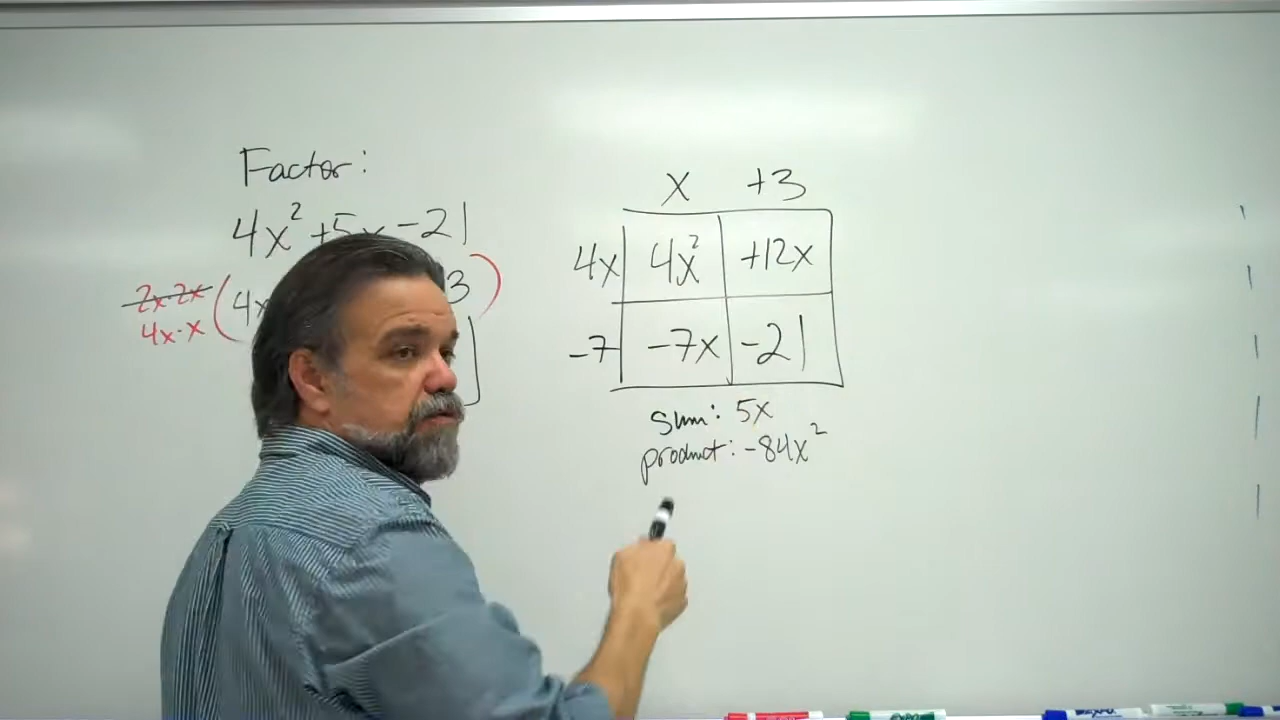 Factor:
4x² +5x -21
2x·2x (4x 3)
4x·x
x +3
4x 4x² +12x
-7 -7x -21
sum: 5x
product: -84x²
EXPO